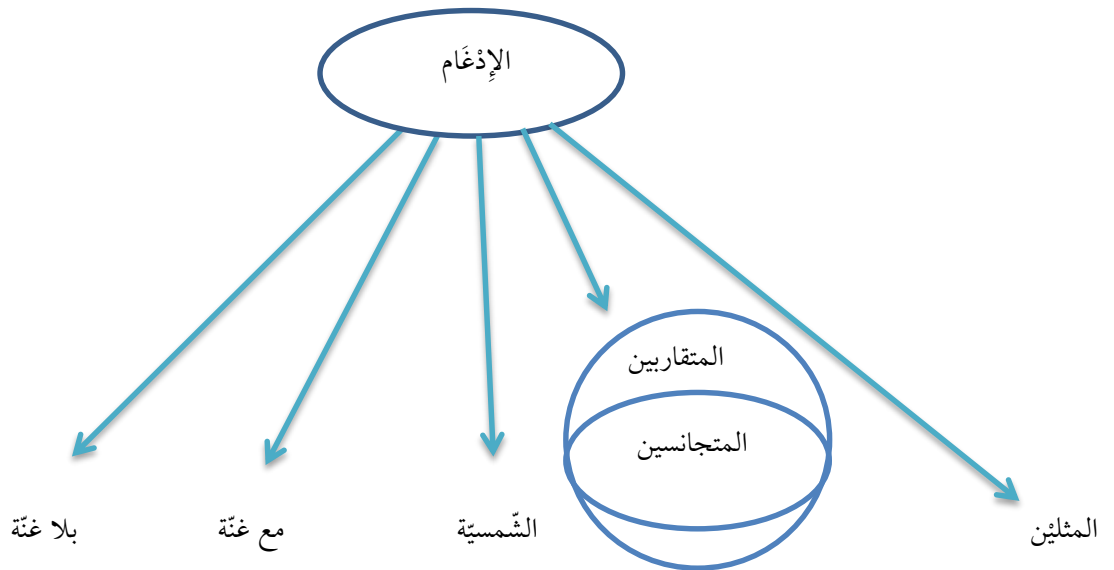 الإِدْغَام
المتقاربين
المتجانسين
المثليْن
الشّمسيّة
مع غنّة
بلا غنّة